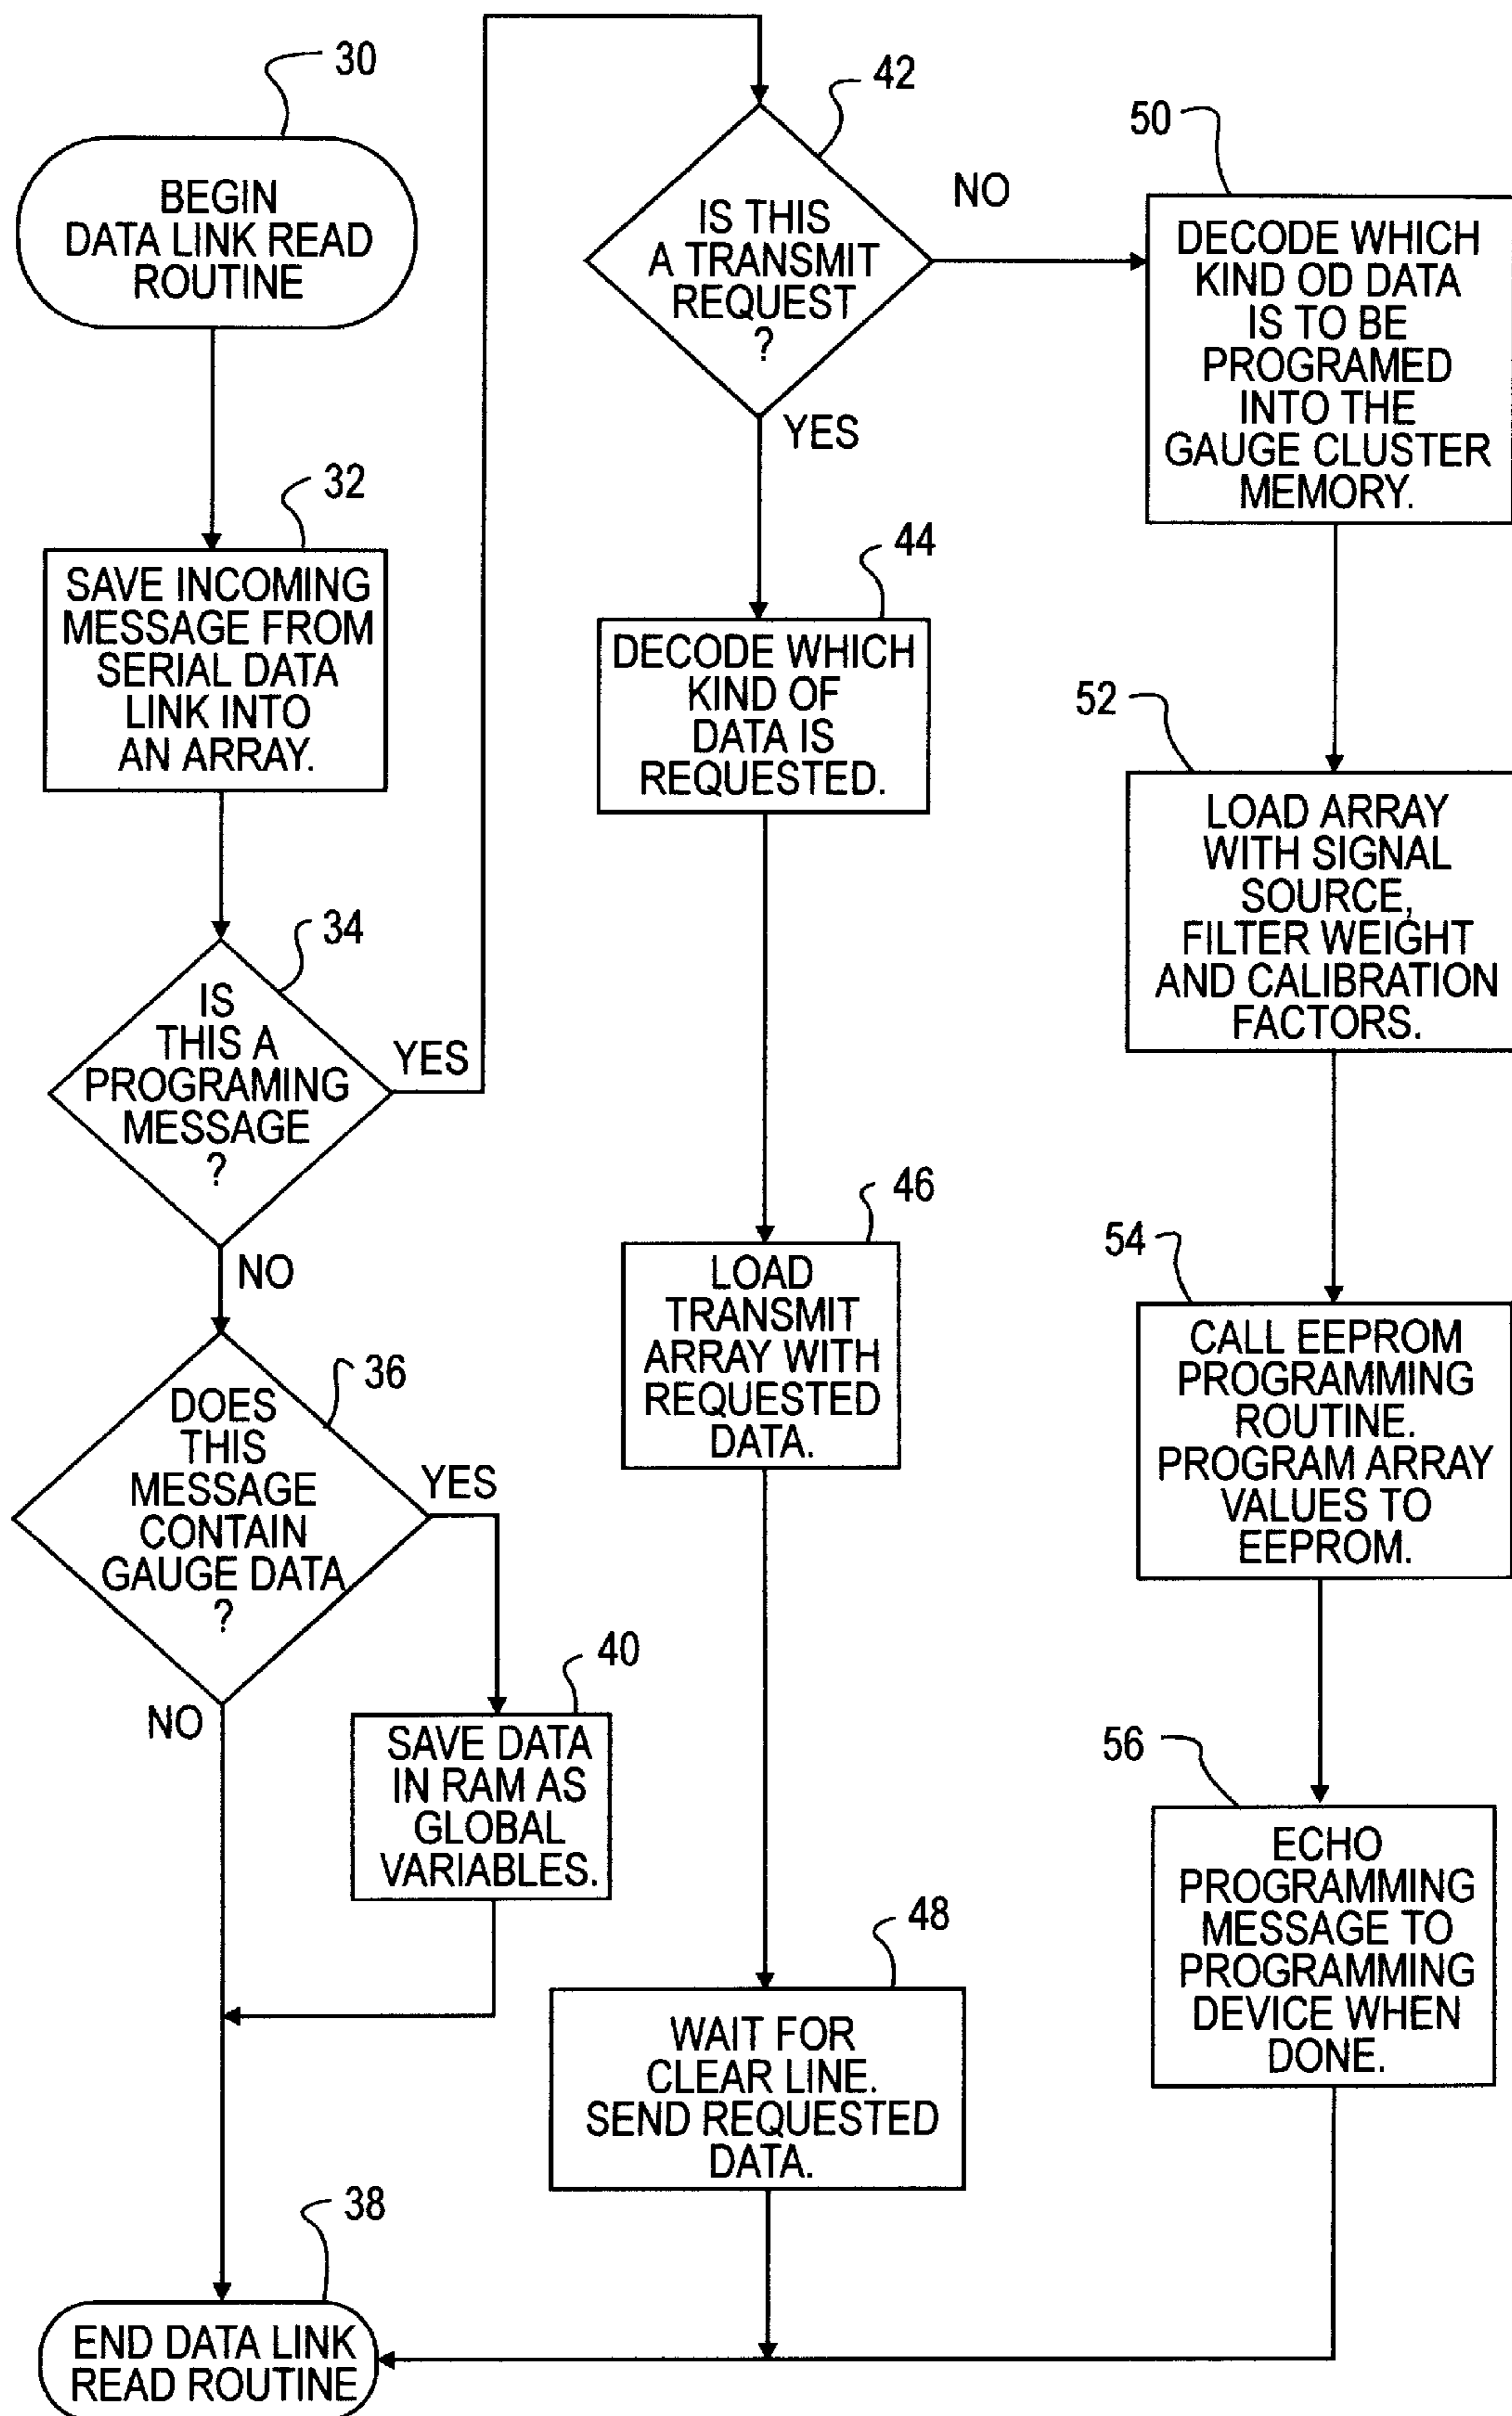 30
BEGIN
DATA LINK READ
ROUTINE
32
SAVE INCOMING
MESSAGE FROM
SERIAL DATA
LINK INTO
AN ARRAY.
34
IS
THIS A
PROGRAMING
MESSAGE
?
YES
NO
36
DOES
THIS
MESSAGE
CONTAIN
GAUGE DATA
?
YES
NO
40
SAVE DATA
IN RAM AS
GLOBAL
VARIABLES.
38
END DATA LINK
READ ROUTINE
42
IS THIS
A TRANSMIT
REQUEST
?
NO
YES
44
DECODE WHICH
KIND OF
DATA IS
REQUESTED.
46
LOAD
TRANSMIT
ARRAY WITH
REQUESTED
DATA.
48
WAIT FOR
CLEAR LINE.
SEND REQUESTED
DATA.
50
DECODE WHICH
KIND OD DATA
IS TO BE
PROGRAMED
INTO THE
GAUGE CLUSTER
MEMORY.
52
LOAD ARRAY
WITH SIGNAL
SOURCE,
FILTER WEIGHT
AND CALIBRATION
FACTORS.
54
CALL EEPROM
PROGRAMMING
ROUTINE.
PROGRAM ARRAY
VALUES TO
EEPROM.
56
ECHO
PROGRAMMING
MESSAGE TO
PROGRAMMING
DEVICE WHEN
DONE.